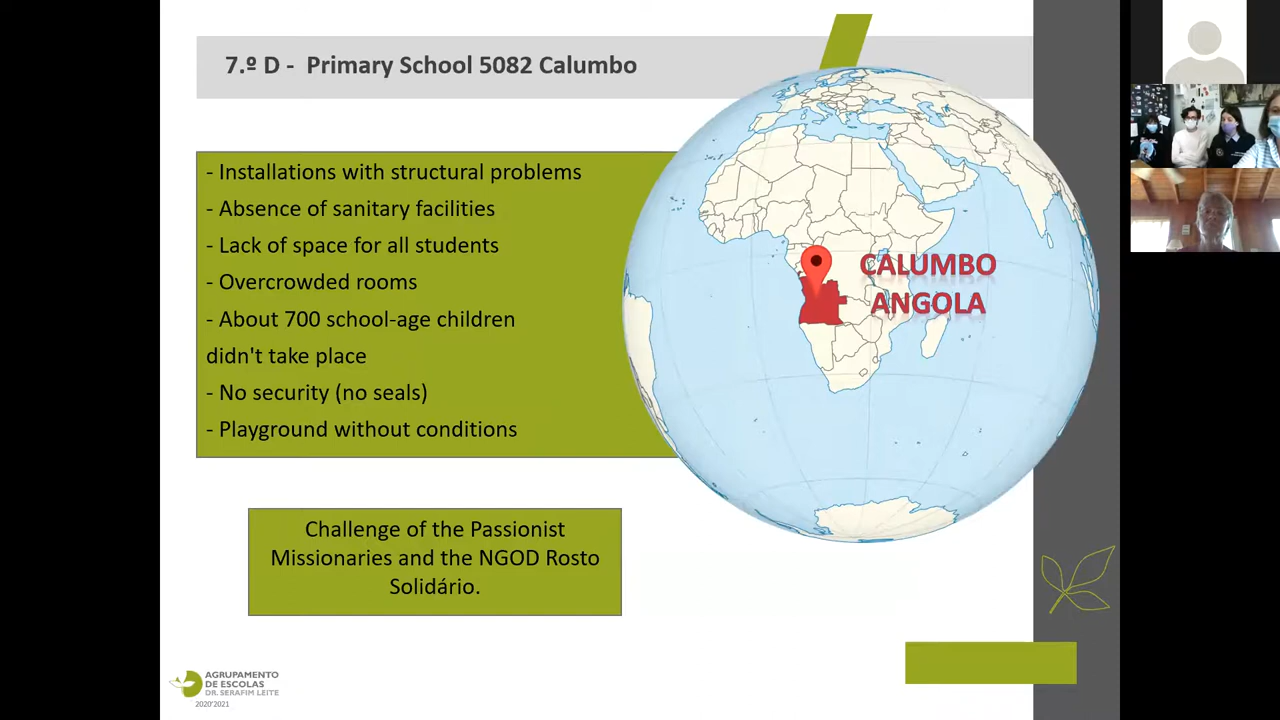 7.º D - Primary School 5082 Calumbo
- Installations with structural problems
- Absence of sanitary facilities
- Lack of space for all students
- Overcrowded rooms
- About 700 school-age children
didn't take place
- No security (no seals)
- Playground without conditions
CALUMBO
ANGOLA
Challenge of the Passionist
Missionaries and the NGOD Rosto
Solidário.
AGRUPAMENTO
DE ESCOLAS
DR. SERAFIM LEITE
2020'2021